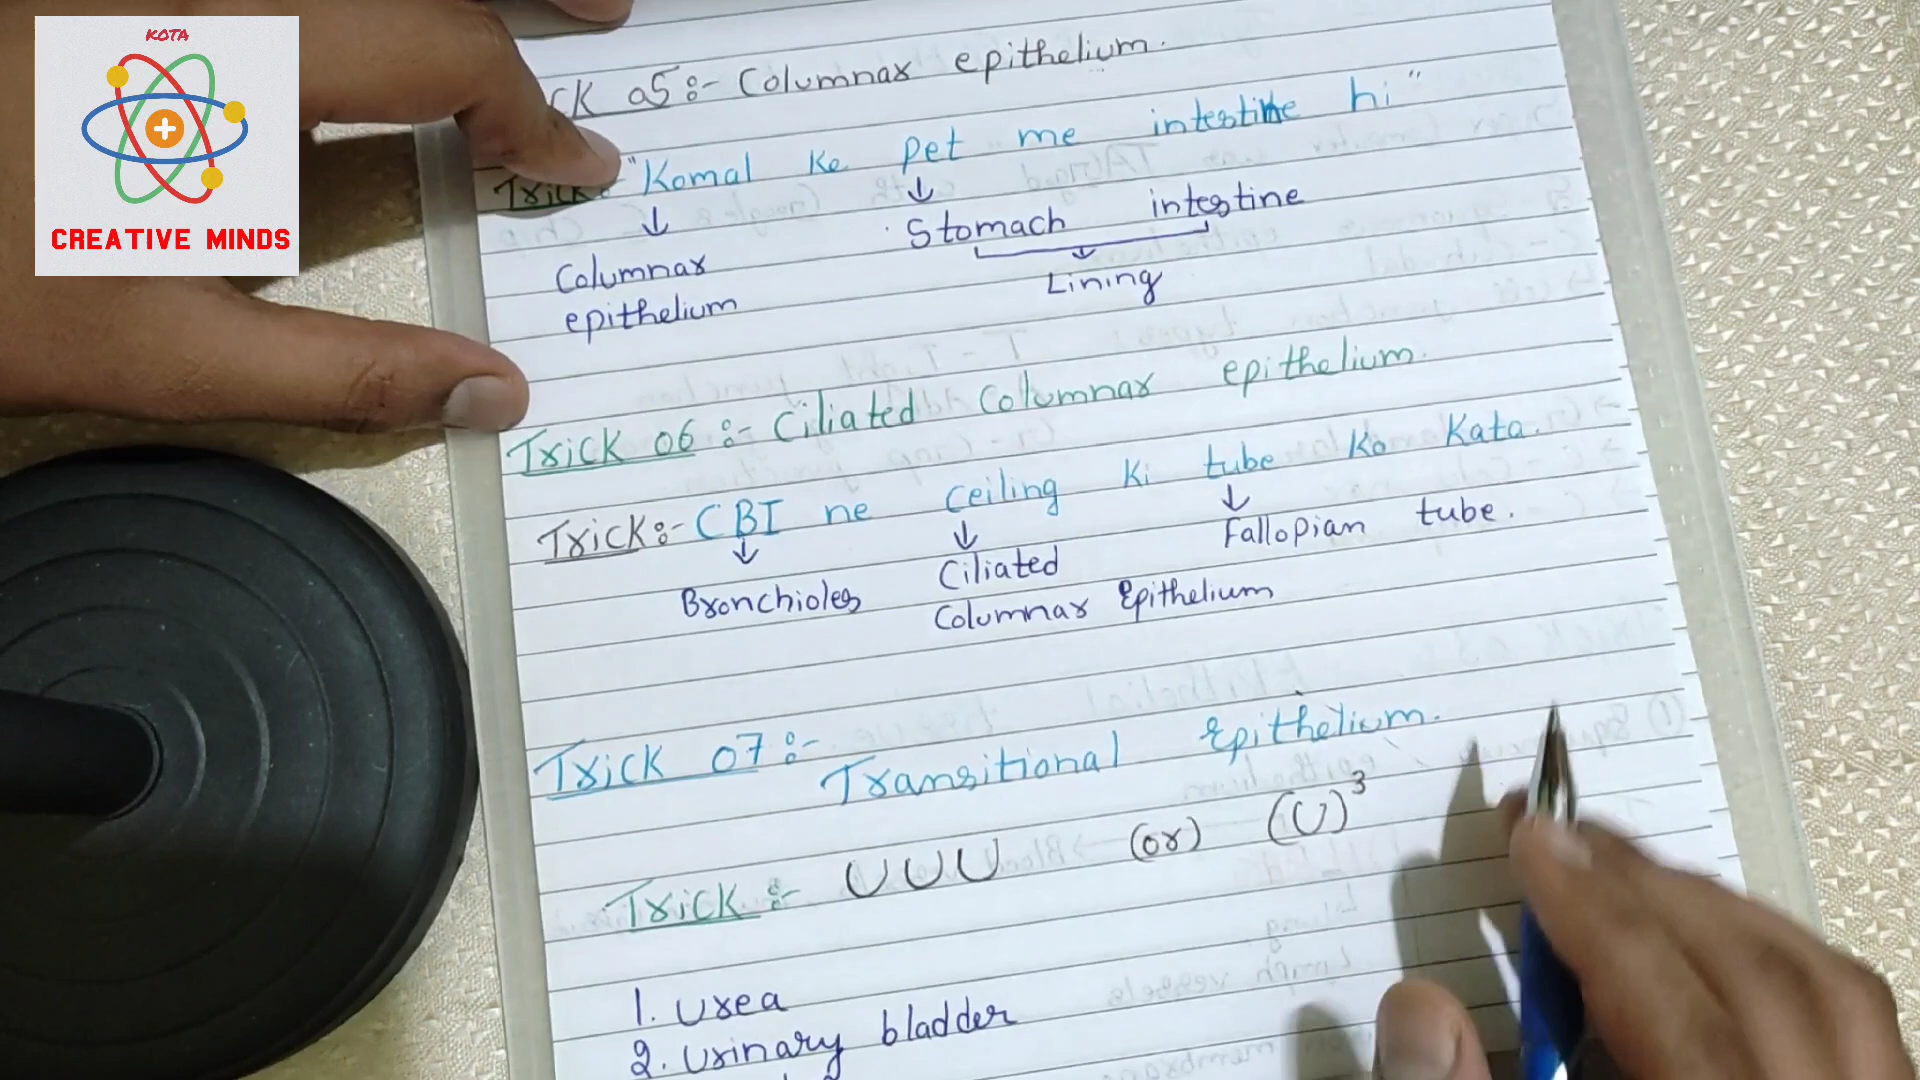 KOTA
CREATIVE MINDS
CK 05:- Columnar epithelium.
Trick:- "Komal ke pet me intestine hi"
↓ ↓
Stomach intestine
Columnar Lining
epithelium
Trick 06:- Ciliated Columnar epithelium.
Trick:- CBI ne ceiling ki tube ko kata.
↓ ↓ ↓
Bronchioles Ciliated Fallopian tube.
Columnar Epithelium
Trick 07:-
Transitional Epithelium.
Trick:- UUU (or) (U)³
1. Urea
2. Urinary bladder